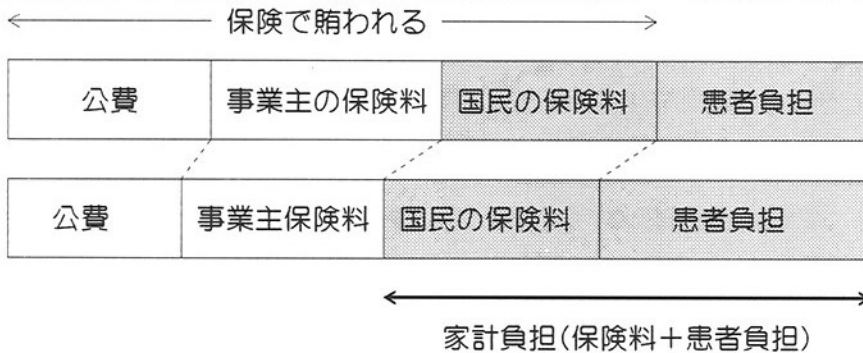 保険で賄われる
公費 事業主の保険料 国民の保険料 患者負担
公費 事業主保険料 国民の保険料 患者負担
家計負担(保険料+患者負担)